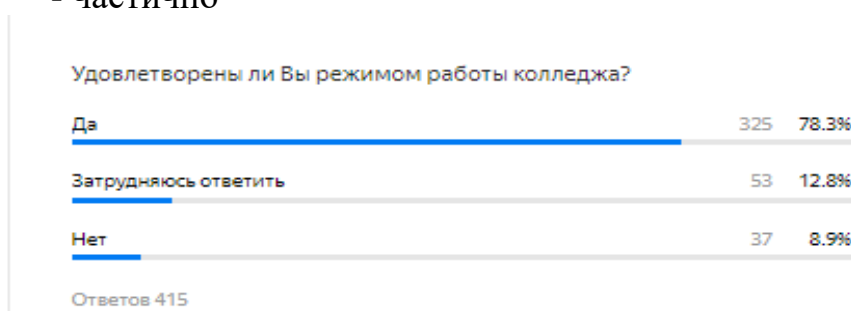 - частично
Удовлетворены ли Вы режимом работы колледжа?
Да 325 78.3%
Затрудняюсь ответить 53 12.8%
Нет 37 8.9%
Ответов 415